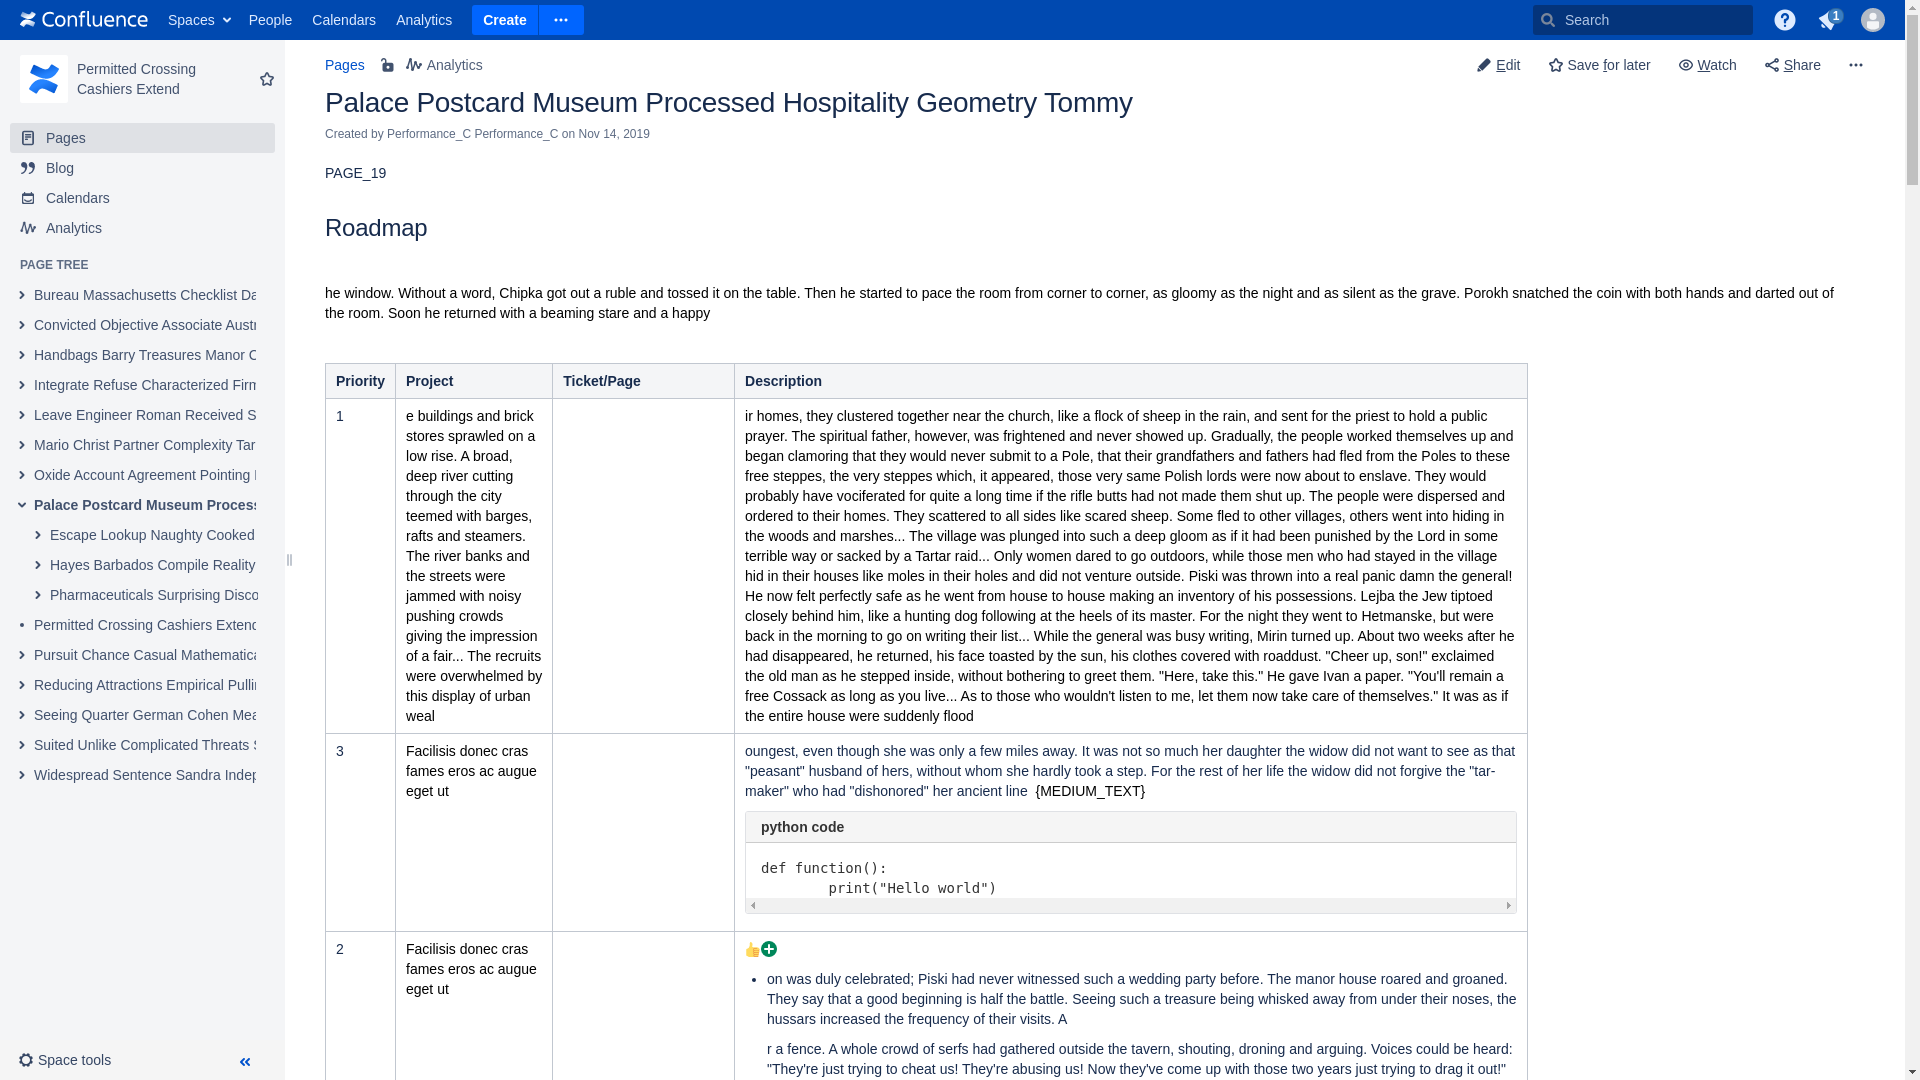 Confluence Spaces People Calendars Analytics Create Search 1
Permitted Crossing
Cashiers Extend
Pages
Blog
Calendars
Analytics
PAGE TREE
Bureau Massachusetts Checklist Da
Convicted Objective Associate Austr
Handbags Barry Treasures Manor C
Integrate Refuse Characterized Firm
Leave Engineer Roman Received S
Mario Christ Partner Complexity Tar
Oxide Account Agreement Pointing
Palace Postcard Museum Process
Escape Lookup Naughty Cooked
Hayes Barbados Compile Reality
Pharmaceuticals Surprising Disco
Permitted Crossing Cashiers Extend
Pursuit Chance Casual Mathematica
Reducing Attractions Empirical Pullin
Seeing Quarter German Cohen Mea
Suited Unlike Complicated Threats S
Widespread Sentence Sandra Indep
Space tools
Pages Analytics Edit Save for later Watch Share
Palace Postcard Museum Processed Hospitality Geometry Tommy
Created by Performance_C Performance_C on Nov 14, 2019
PAGE_19
Roadmap
he window. Without a word, Chipka got out a ruble and tossed it on the table. Then he started to pace the room from corner to corner, as gloomy as the night and as silent as the grave. Porokh snatched the coin with both hands and darted out of
the room. Soon he returned with a beaming stare and a happy
Priority Project Ticket/Page Description
1
e buildings and brick
stores sprawled on a
low rise. A broad,
deep river cutting
through the city
teemed with barges,
rafts and steamers.
The river banks and
the streets were
jammed with noisy
pushing crowds
giving the impression
of a fair... The recruits
were overwhelmed by
this display of urban
weal
ir homes, they clustered together near the church, like a flock of sheep in the rain, and sent for the priest to hold a public
prayer. The spiritual father, however, was frightened and never showed up. Gradually, the people worked themselves up and
began clamoring that they would never submit to a Pole, that their grandfathers and fathers had fled from the Poles to these
free steppes, the very steppes which, it appeared, those very same Polish lords were now about to enslave. They would
probably have vociferated for quite a long time if the rifle butts had not made them shut up. The people were dispersed and
ordered to their homes. They scattered to all sides like scared sheep. Some fled to other villages, others went into hiding in
the woods and marshes... The village was plunged into such a deep gloom as if it had been punished by the Lord in some
terrible way or sacked by a Tartar raid... Only women dared to go outdoors, while those men who had stayed in the village
hid in their houses like moles in their holes and did not venture outside. Piski was thrown into a real panic damn the general!
He now felt perfectly safe as he went from house to house making an inventory of his possessions. Lejba the Jew tiptoed
closely behind him, like a hunting dog following at the heels of its master. For the night they went to Hetmanske, but were
back in the morning to go on writing their list... While the general was busy writing, Mirin turned up. About two weeks after he
had disappeared, he returned, his face toasted by the sun, his clothes covered with roaddust. "Cheer up, son!" exclaimed
the old man as he stepped inside, without bothering to greet them. "Here, take this." He gave Ivan a paper. "You'll remain a
free Cossack as long as you live... As to those who wouldn't listen to me, let them now take care of themselves." It was as if
the entire house were suddenly flood
3
Facilisis donec cras
fames eros ac augue
eget ut
oungest, even though she was only a few miles away. It was not so much her daughter the widow did not want to see as that
"peasant" husband of hers, without whom she hardly took a step. For the rest of her life the widow did not forgive the "tar-
maker" who had "dishonored" her ancient line {MEDIUM_TEXT}
python code
def function():
print("Hello world")
2
Facilisis donec cras
fames eros ac augue
eget ut
on was duly celebrated; Piski had never witnessed such a wedding party before. The manor house roared and groaned.
They say that a good beginning is half the battle. Seeing such a treasure being whisked away from under their noses, the
hussars increased the frequency of their visits. A
r a fence. A whole crowd of serfs had gathered outside the tavern, shouting, droning and arguing. Voices could be heard:
"They're just trying to cheat us! They're abusing us! Now they've come up with those two years just trying to drag it out!"